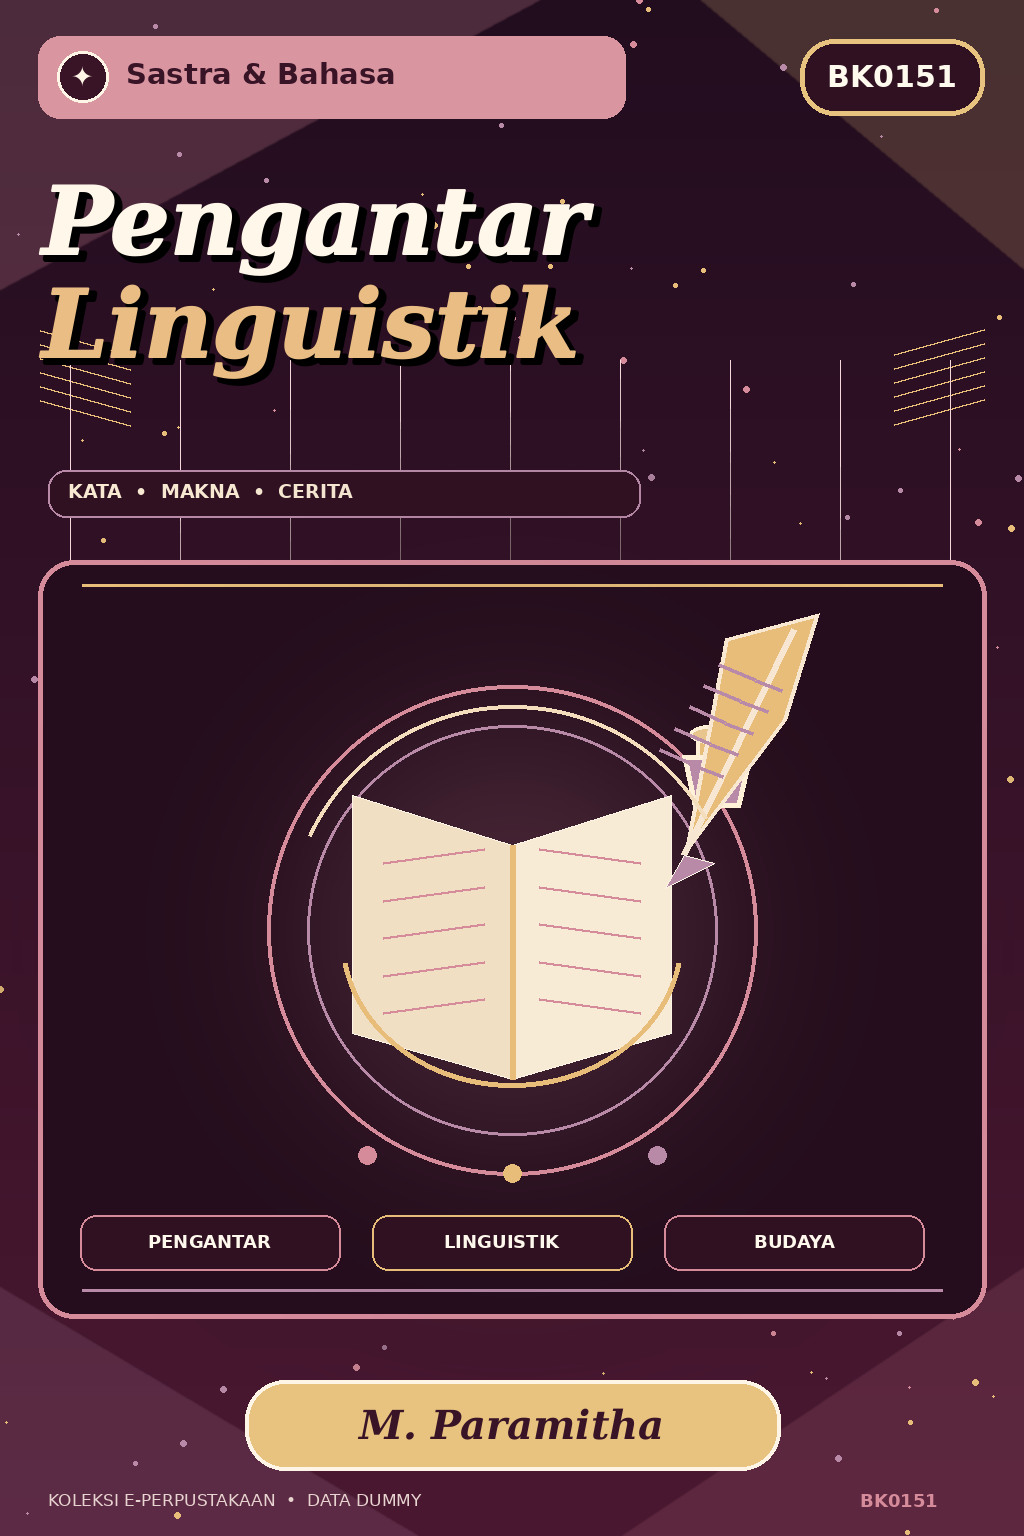 Sastra & Bahasa
BK0151
Pengantar
Linguistik
KATA • MAKNA • CERITA
PENGANTAR
LINGUISTIK
BUDAYA
M. Paramitha
KOLEKSI E-PERPUSTAKAAN • DATA DUMMY
BK0151